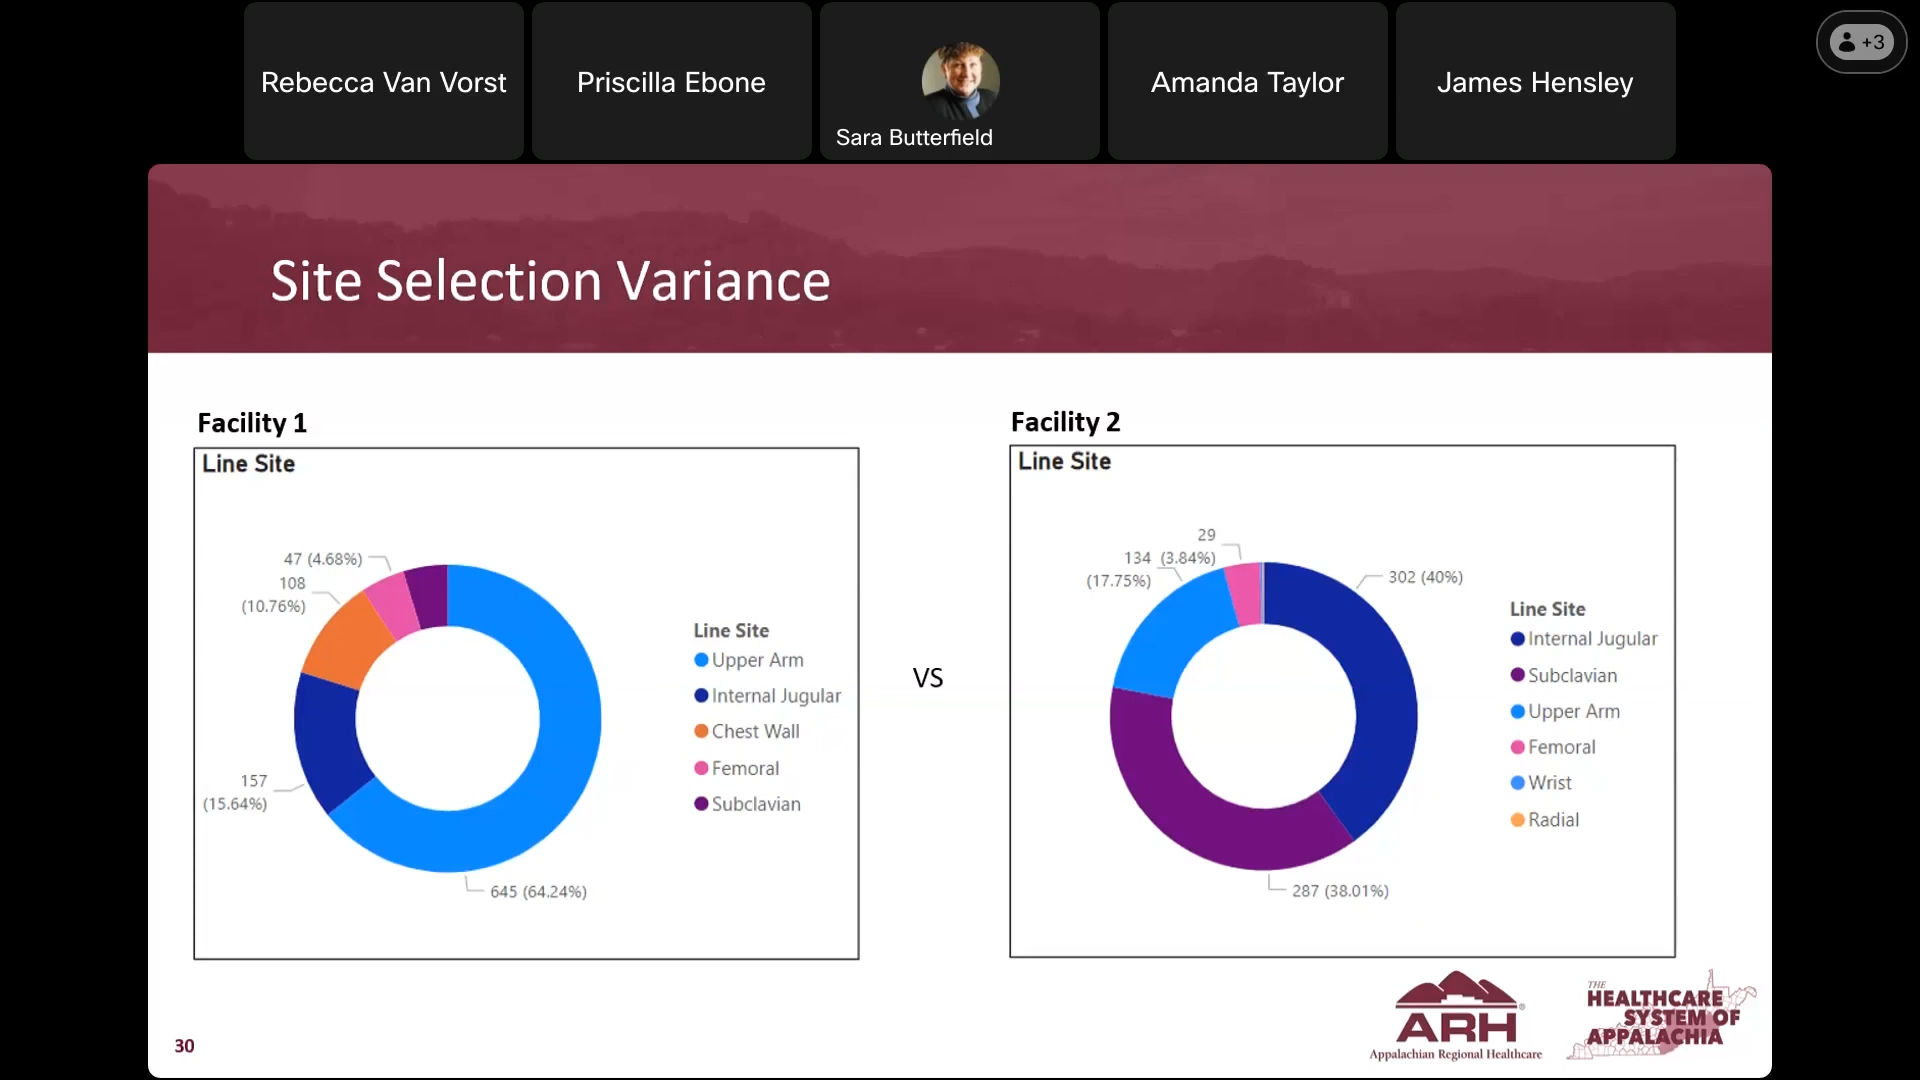 Rebecca Van Vorst
Priscilla Ebone
Sara Butterfield
Amanda Taylor
James Hensley
+3
Site Selection Variance
Facility 1
Line Site
47 (4.68%)
108
(10.76%)
157
(15.64%)
645 (64.24%)
Line Site
Upper Arm
Internal Jugular
Chest Wall
Femoral
Subclavian
VS
Facility 2
Line Site
29
(3.84%)
134
(17.75%)
302 (40%)
287 (38.01%)
Line Site
Internal Jugular
Subclavian
Upper Arm
Femoral
Wrist
Radial
30
ARH®
Appalachian Regional Healthcare
THE
HEALTHCARE
SYSTEM OF
APPALACHIA